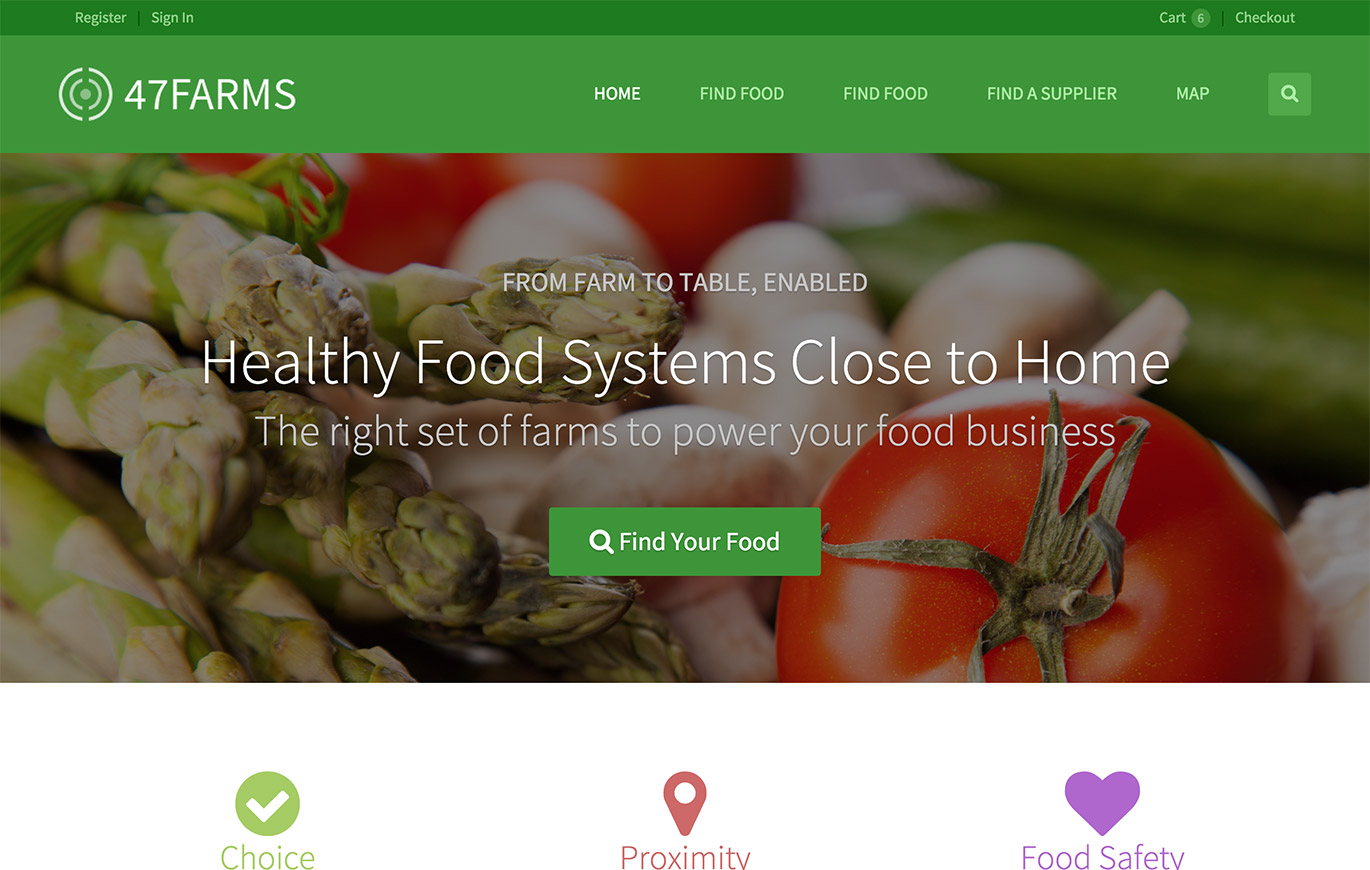 Register | Sign In Cart 6 | Checkout
47FARMS HOME FIND FOOD FIND FOOD FIND A SUPPLIER MAP
FROM FARM TO TABLE, ENABLED
Healthy Food Systems Close to Home
The right set of farms to power your food business
Find Your Food
Choice Proximity Food Safety